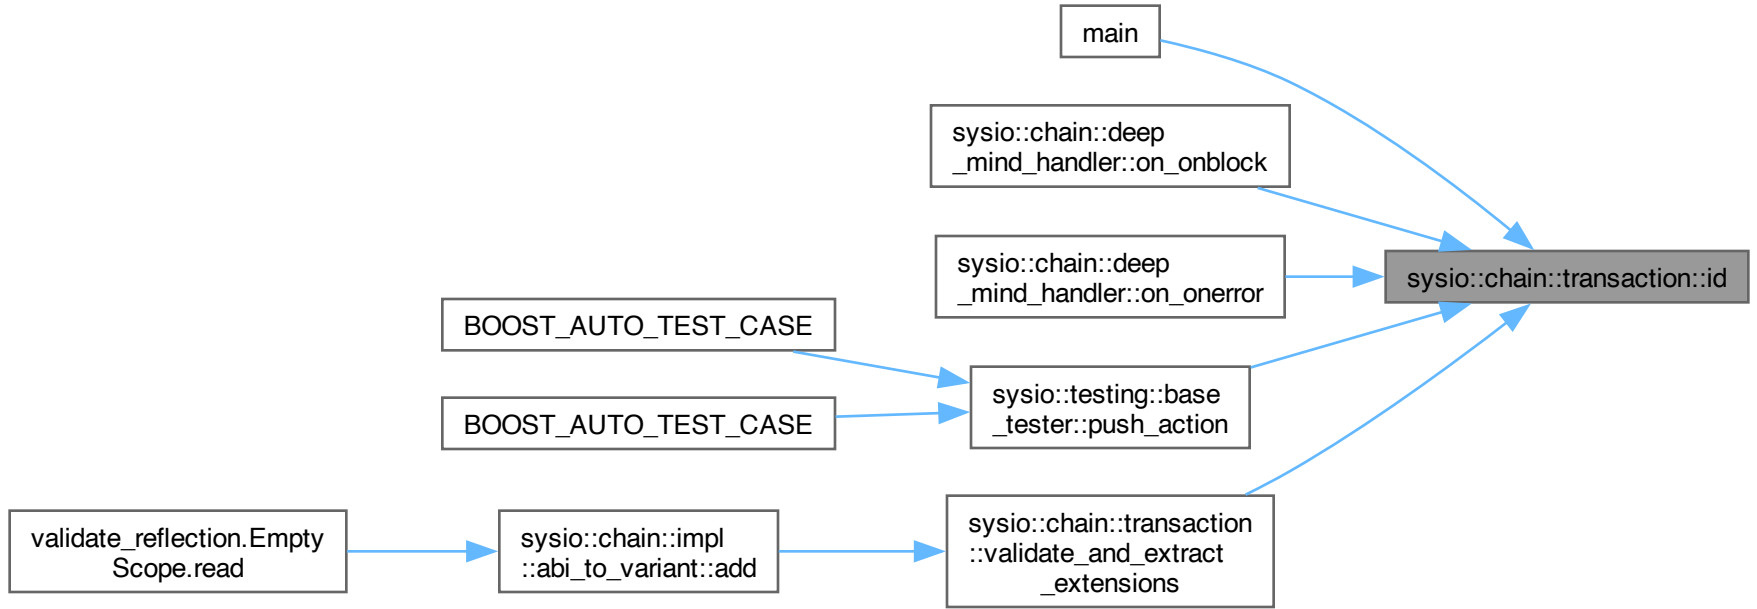 main
sysio::chain::deep
_mind_handler::on_onblock
sysio::chain::deep
_mind_handler::on_onerror
sysio::chain::transaction::id
BOOST_AUTO_TEST_CASE
BOOST_AUTO_TEST_CASE
sysio::testing::base
_tester::push_action
validate_reflection.Empty
Scope.read
sysio::chain::impl
::abi_to_variant::add
sysio::chain::transaction
::validate_and_extract
_extensions